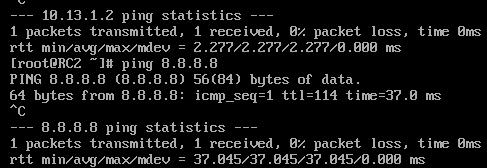 ^C
--- 10.13.1.2 ping statistics ---
1 packets transmitted, 1 received, 0% packet loss, time 0ms
rtt min/avg/max/mdev = 2.277/2.277/2.277/0.000 ms
[root@RC2 ~]# ping 8.8.8.8
PING 8.8.8.8 (8.8.8.8) 56(84) bytes of data.
64 bytes from 8.8.8.8: icmp_seq=1 ttl=114 time=37.0 ms
^C
--- 8.8.8.8 ping statistics ---
1 packets transmitted, 1 received, 0% packet loss, time 0ms
rtt min/avg/max/mdev = 37.045/37.045/37.045/0.000 ms